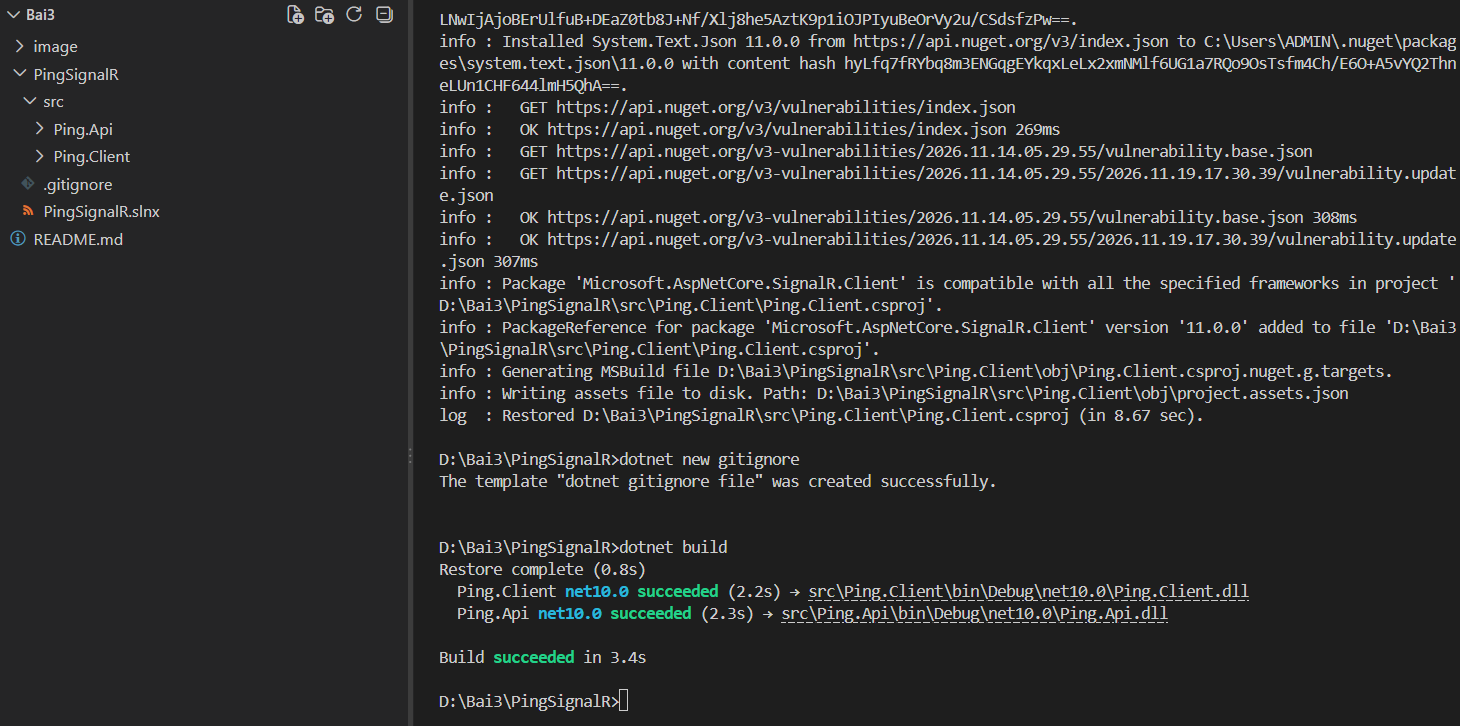 Bai3
image
PingSignalR
src
Ping.Api
Ping.Client
.gitignore
PingSignalR.slnx
README.md
LNwIjAjoBErUlfuB+DEaZ0tb8J+Nf/Xlj8he5AztK9p1iOJPIyuBeOrVy2u/CSdsfzPw==.
info : Installed System.Text.Json 11.0.0 from https://api.nuget.org/v3/index.json to C:\Users\ADMIN\.nuget\packag
es\system.text.json\11.0.0 with content hash hyLfq7fRYbq8m3ENGqgEYkqxLeLx2xmNMlf6UG1a7RQo9OsTsfm4Ch/E6O+A5vYQ2Thn
eLUn1CHF644lmH5QhA==.
info :   GET https://api.nuget.org/v3/vulnerabilities/index.json
info :   OK https://api.nuget.org/v3/vulnerabilities/index.json 269ms
info :   GET https://api.nuget.org/v3-vulnerabilities/2026.11.14.05.29.55/vulnerability.base.json
info :   GET https://api.nuget.org/v3-vulnerabilities/2026.11.14.05.29.55/2026.11.19.17.30.39/vulnerability.updat
e.json
info :   OK https://api.nuget.org/v3-vulnerabilities/2026.11.14.05.29.55/vulnerability.base.json 308ms
info :   OK https://api.nuget.org/v3-vulnerabilities/2026.11.14.05.29.55/2026.11.19.17.30.39/vulnerability.update
.json 307ms
info : Package 'Microsoft.AspNetCore.SignalR.Client' is compatible with all the specified frameworks in project '
D:\Bai3\PingSignalR\src\Ping.Client\Ping.Client.csproj'.
info : PackageReference for package 'Microsoft.AspNetCore.SignalR.Client' version '11.0.0' added to file 'D:\Bai3
\PingSignalR\src\Ping.Client\Ping.Client.csproj'.
info : Generating MSBuild file D:\Bai3\PingSignalR\src\Ping.Client\obj\Ping.Client.csproj.nuget.g.targets.
info : Writing assets file to disk. Path: D:\Bai3\PingSignalR\src\Ping.Client\obj\project.assets.json
log  : Restored D:\Bai3\PingSignalR\src\Ping.Client\Ping.Client.csproj (in 8.67 sec).
D:\Bai3\PingSignalR>dotnet new gitignore
The template "dotnet gitignore file" was created successfully.
D:\Bai3\PingSignalR>dotnet build
Restore complete (0.8s)
Ping.Client net10.0 succeeded (2.2s) → src\Ping.Client\bin\Debug\net10.0\Ping.Client.dll
Ping.Api net10.0 succeeded (2.3s) → src\Ping.Api\bin\Debug\net10.0\Ping.Api.dll
Build succeeded in 3.4s
D:\Bai3\PingSignalR>